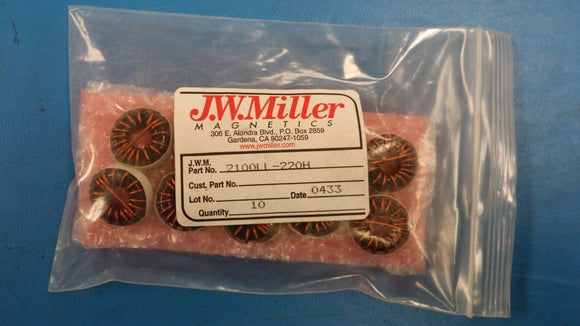 J.W.Miller
MAGNETICS
306 E. Alondra Blvd., P.O. Box 2859
Gardena, CA 90247-1059
www.jwmiller.com
J.W.M.
Part No. 2100LL-220H
Cust. Part No.
Lot No. Date 0433
Quantity 10